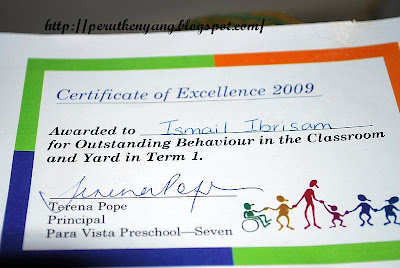 http://perutkenyang.blogspot.com/
Certificate of Excellence 2009
Awarded to Ismail Ibrisam
for Outstanding Behaviour in the Classroom
and Yard in Term 1.
Terena Pope
Terena Pope
Principal
Para Vista Preschool—Seven